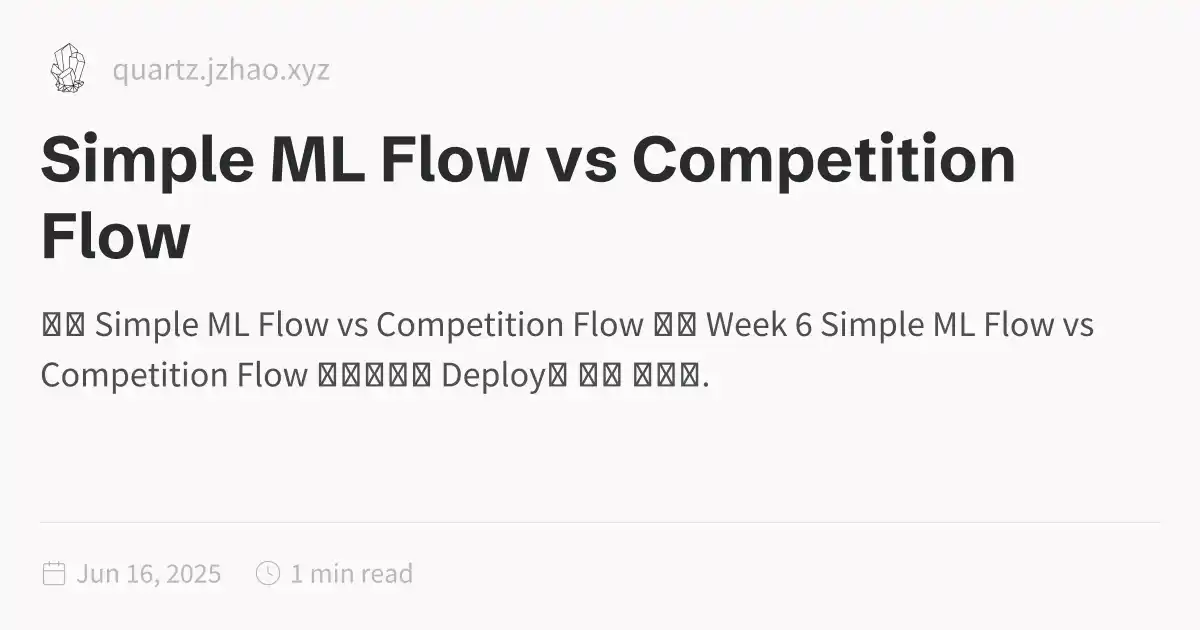 quartz.jzhao.xyz
Simple ML Flow vs Competition
Flow
Simple ML Flow vs Competition Flow Week 6 Simple ML Flow vs
Competition Flow Deploy .
Jun 16, 2025 1 min read